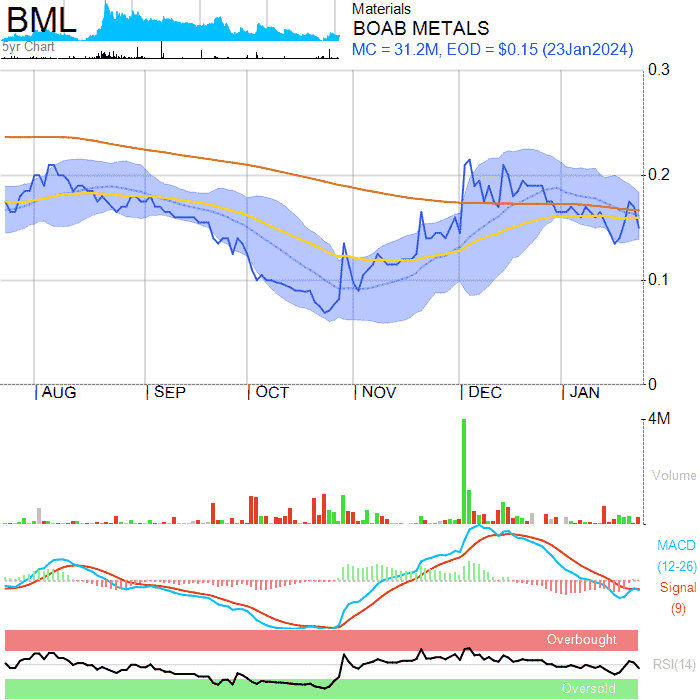 BML
5yr Chart
Materials
BOAB METALS
MC = 31.2M, EOD = $0.15 (23Jan2024)
0.3
0.2
0.1
0
AUG SEP OCT NOV DEC JAN
4M
Volume
MACD
(12-26)
Signal
(9)
Overbought
RSI(14)
Oversold